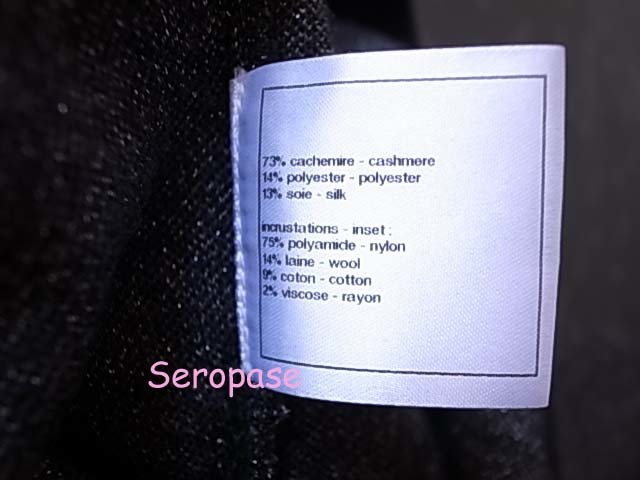 73% cachemire - cashmere
14% polyester - polyester
13% soie - silk
incrustations - inset :
75% polyamide - nylon
14% laine - wool
9% coton - cotton
2% viscose - rayon
Seropase